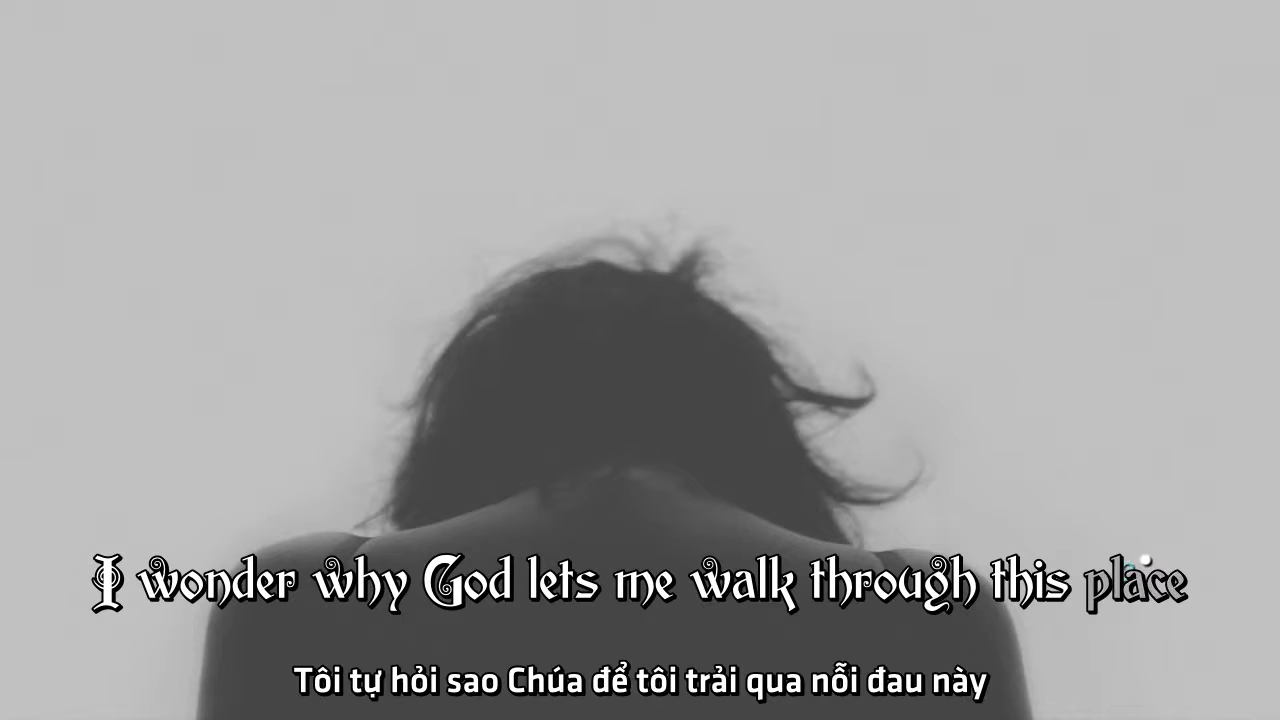 I wonder why God lets me walk through this place
Tôi tự hỏi sao Chúa để tôi trải qua nỗi đau này